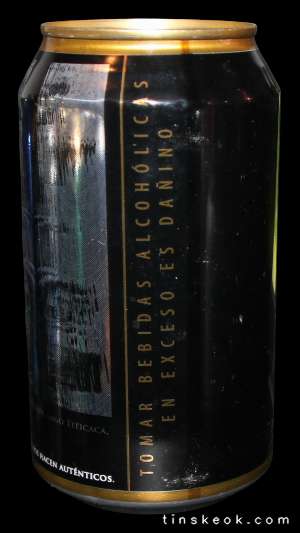 TOMAR BEBIDAS ALCOHÓLICAS
EN EXCESO ES DAÑINO
TITICACA.
HACEN AUTÉNTICOS.
tinskeok.com